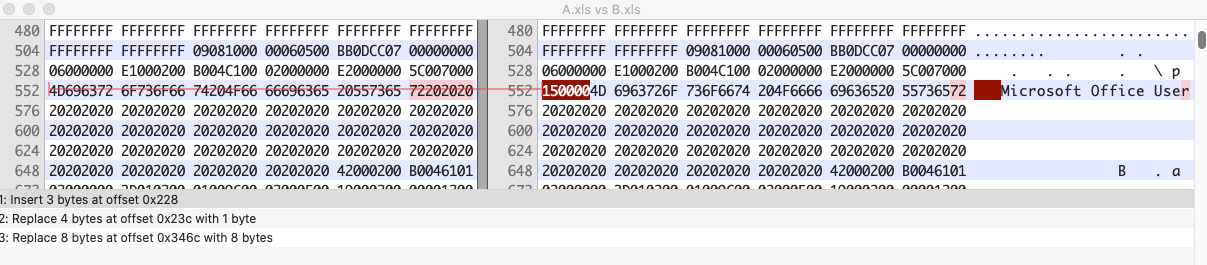 A.xls vs B.xls
480 FFFFFFFF FFFFFFFF FFFFFFFF FFFFFFFF FFFFFFFF FFFFFFFF 480 FFFFFFFF FFFFFFFF FFFFFFFF FFFFFFFF FFFFFFFF FFFFFFFF ........................
504 FFFFFFFF FFFFFFFF 09081000 00060500 BB0DCC07 00000000 504 FFFFFFFF FFFFFFFF 09081000 00060500 BB0DCC07 00000000 ........ . .
528 06000000 E1000200 B004C100 02000000 E2000000 5C007000 528 06000000 E1000200 B004C100 02000000 E2000000 5C007000 . . . . \ p
552 4D696372 6F736F66 74204F66 66696365 20557365 72202020 552 1500004D 6963726F 736F6674 204F6666 69636520 55736572 Microsoft Office User
576 20202020 20202020 20202020 20202020 20202020 20202020 576 20202020 20202020 20202020 20202020 20202020 20202020
600 20202020 20202020 20202020 20202020 20202020 20202020 600 20202020 20202020 20202020 20202020 20202020 20202020
624 20202020 20202020 20202020 20202020 20202020 20202020 624 20202020 20202020 20202020 20202020 20202020 20202020
648 20202020 20202020 20202020 20202020 42000200 B0046101 648 20202020 20202020 20202020 20202020 42000200 B0046101 B . a
1: Insert 3 bytes at offset 0x228
2: Replace 4 bytes at offset 0x23c with 1 byte
3: Replace 8 bytes at offset 0x346c with 8 bytes